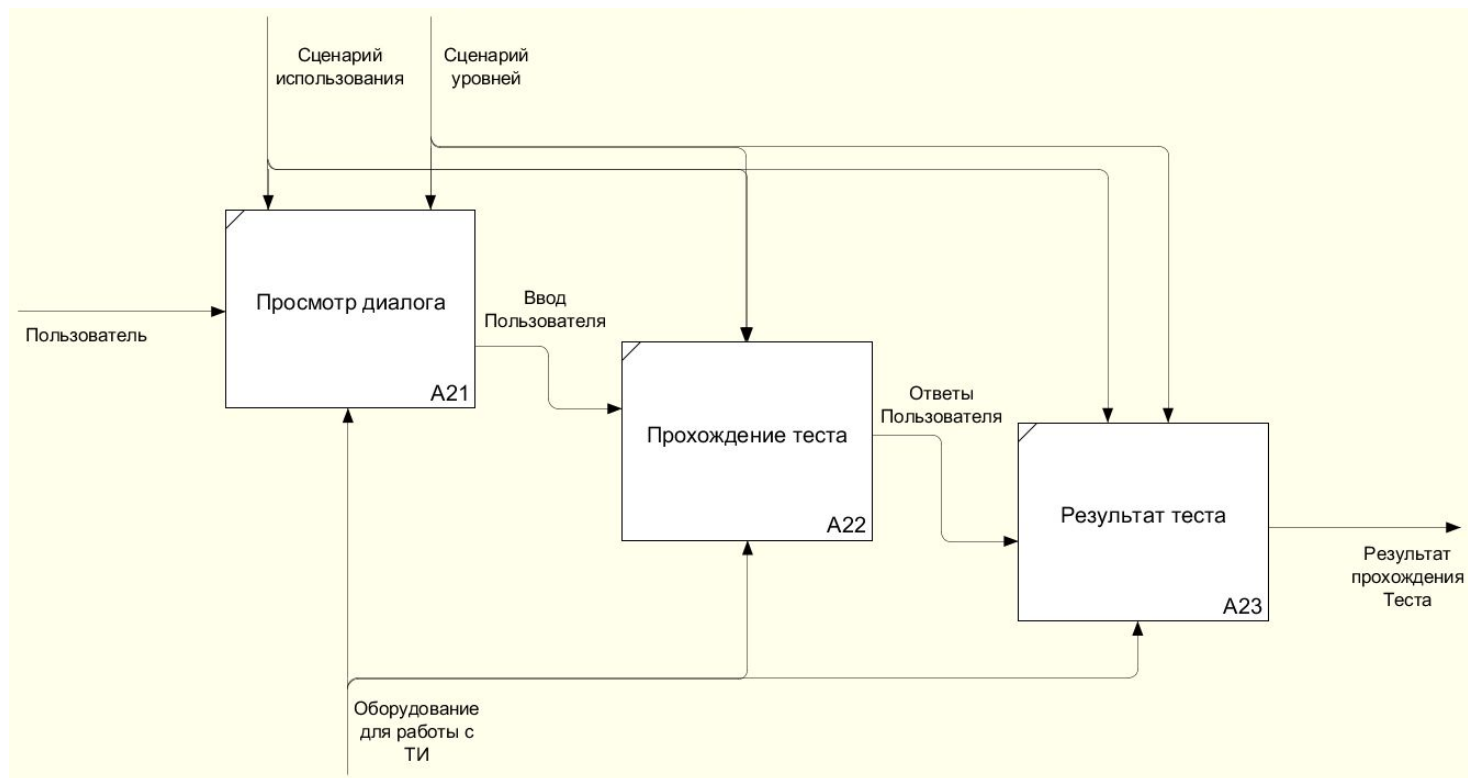 Сценарий
использования
Сценарий
уровней
Просмотр диалога
A21
Пользователь
Ввод
Пользователя
Прохождение теста
A22
Ответы
Пользователя
Результат теста
A23
Результат
прохождения
Теста
Оборудование
для работы с
ТИ